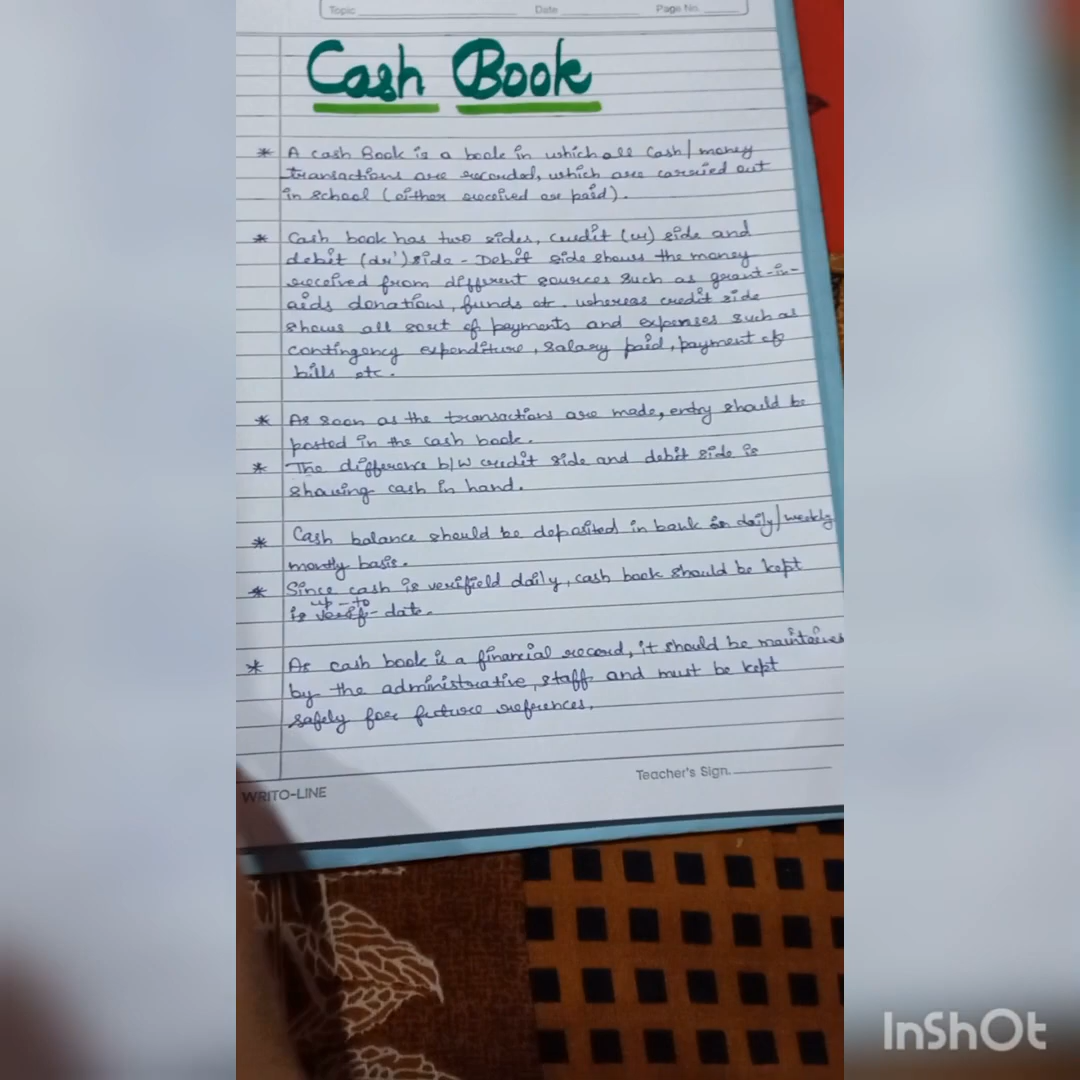 Topic Date Page No.
Cash Book
* A cash Book is a book in which all cash/money
transactions are recorded, which are carried out
in school (either received or paid).
* Cash book has two sides, credit (cr) side and
debit (dr') side - Debit side shows the money
received from different sources such as grant-in-
aids donations, funds etc. whereas credit side
shows all sort of payments and expenses such as
contingency expenditure, salary paid, payment of
bills etc.
* As soon as the transactions are made, entry should be
posted in the cash book.
* The difference b/w credit side and debit side is
showing cash in hand.
* Cash balance should be deposited in bank on daily/weekly
montly basis.
* Since cash is verifield daily, cash book should be kept
up-to
is date.
* As cash book is a financial record, it should be maintained
by the administrative, staff and must be kept
safely for future references.
Teacher's Sign.
WRITO-LINE
InShOt